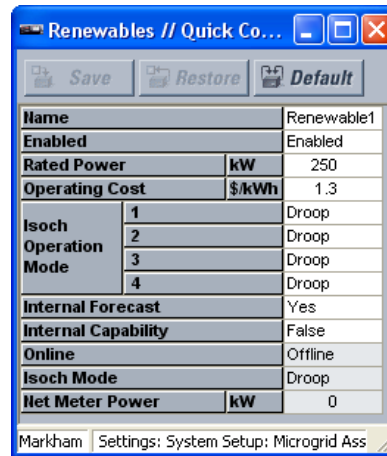 Renewables // Quick Co...
Save Restore Default
Name Renewable1
Enabled Enabled
Rated Power kW 250
Operating Cost $/kWh 1.3
Isoch Operation Mode
1 Droop
2 Droop
3 Droop
4 Droop
Internal Forecast Yes
Internal Capability False
Online Offline
Isoch Mode Droop
Net Meter Power kW 0
Markham Settings: System Setup: Microgrid Ass